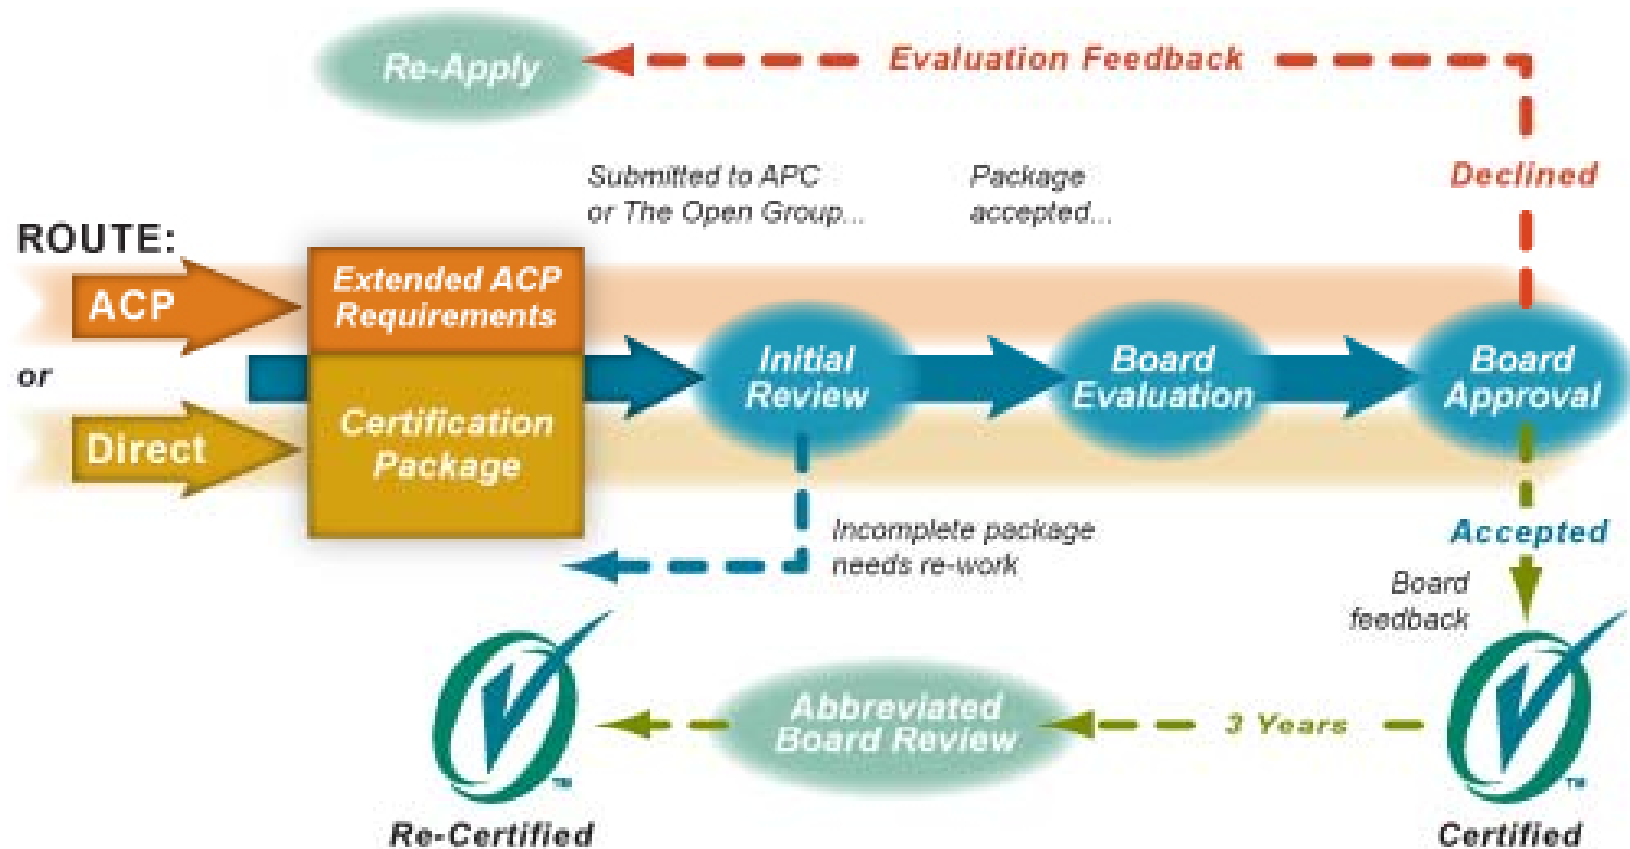 Re-Apply
Evaluation Feedback
Submitted to APC
or The Open Group...
Package
accepted...
Declined
ROUTE:
ACP
Extended ACP
Requirements
or
Direct
Certification
Package
Initial
Review
Board
Evaluation
Board
Approval
Incomplete package
needs re-work
Accepted
Board
feedback
Abbreviated
Board Review
3 Years
TM
TM
Re-Certified
Certified